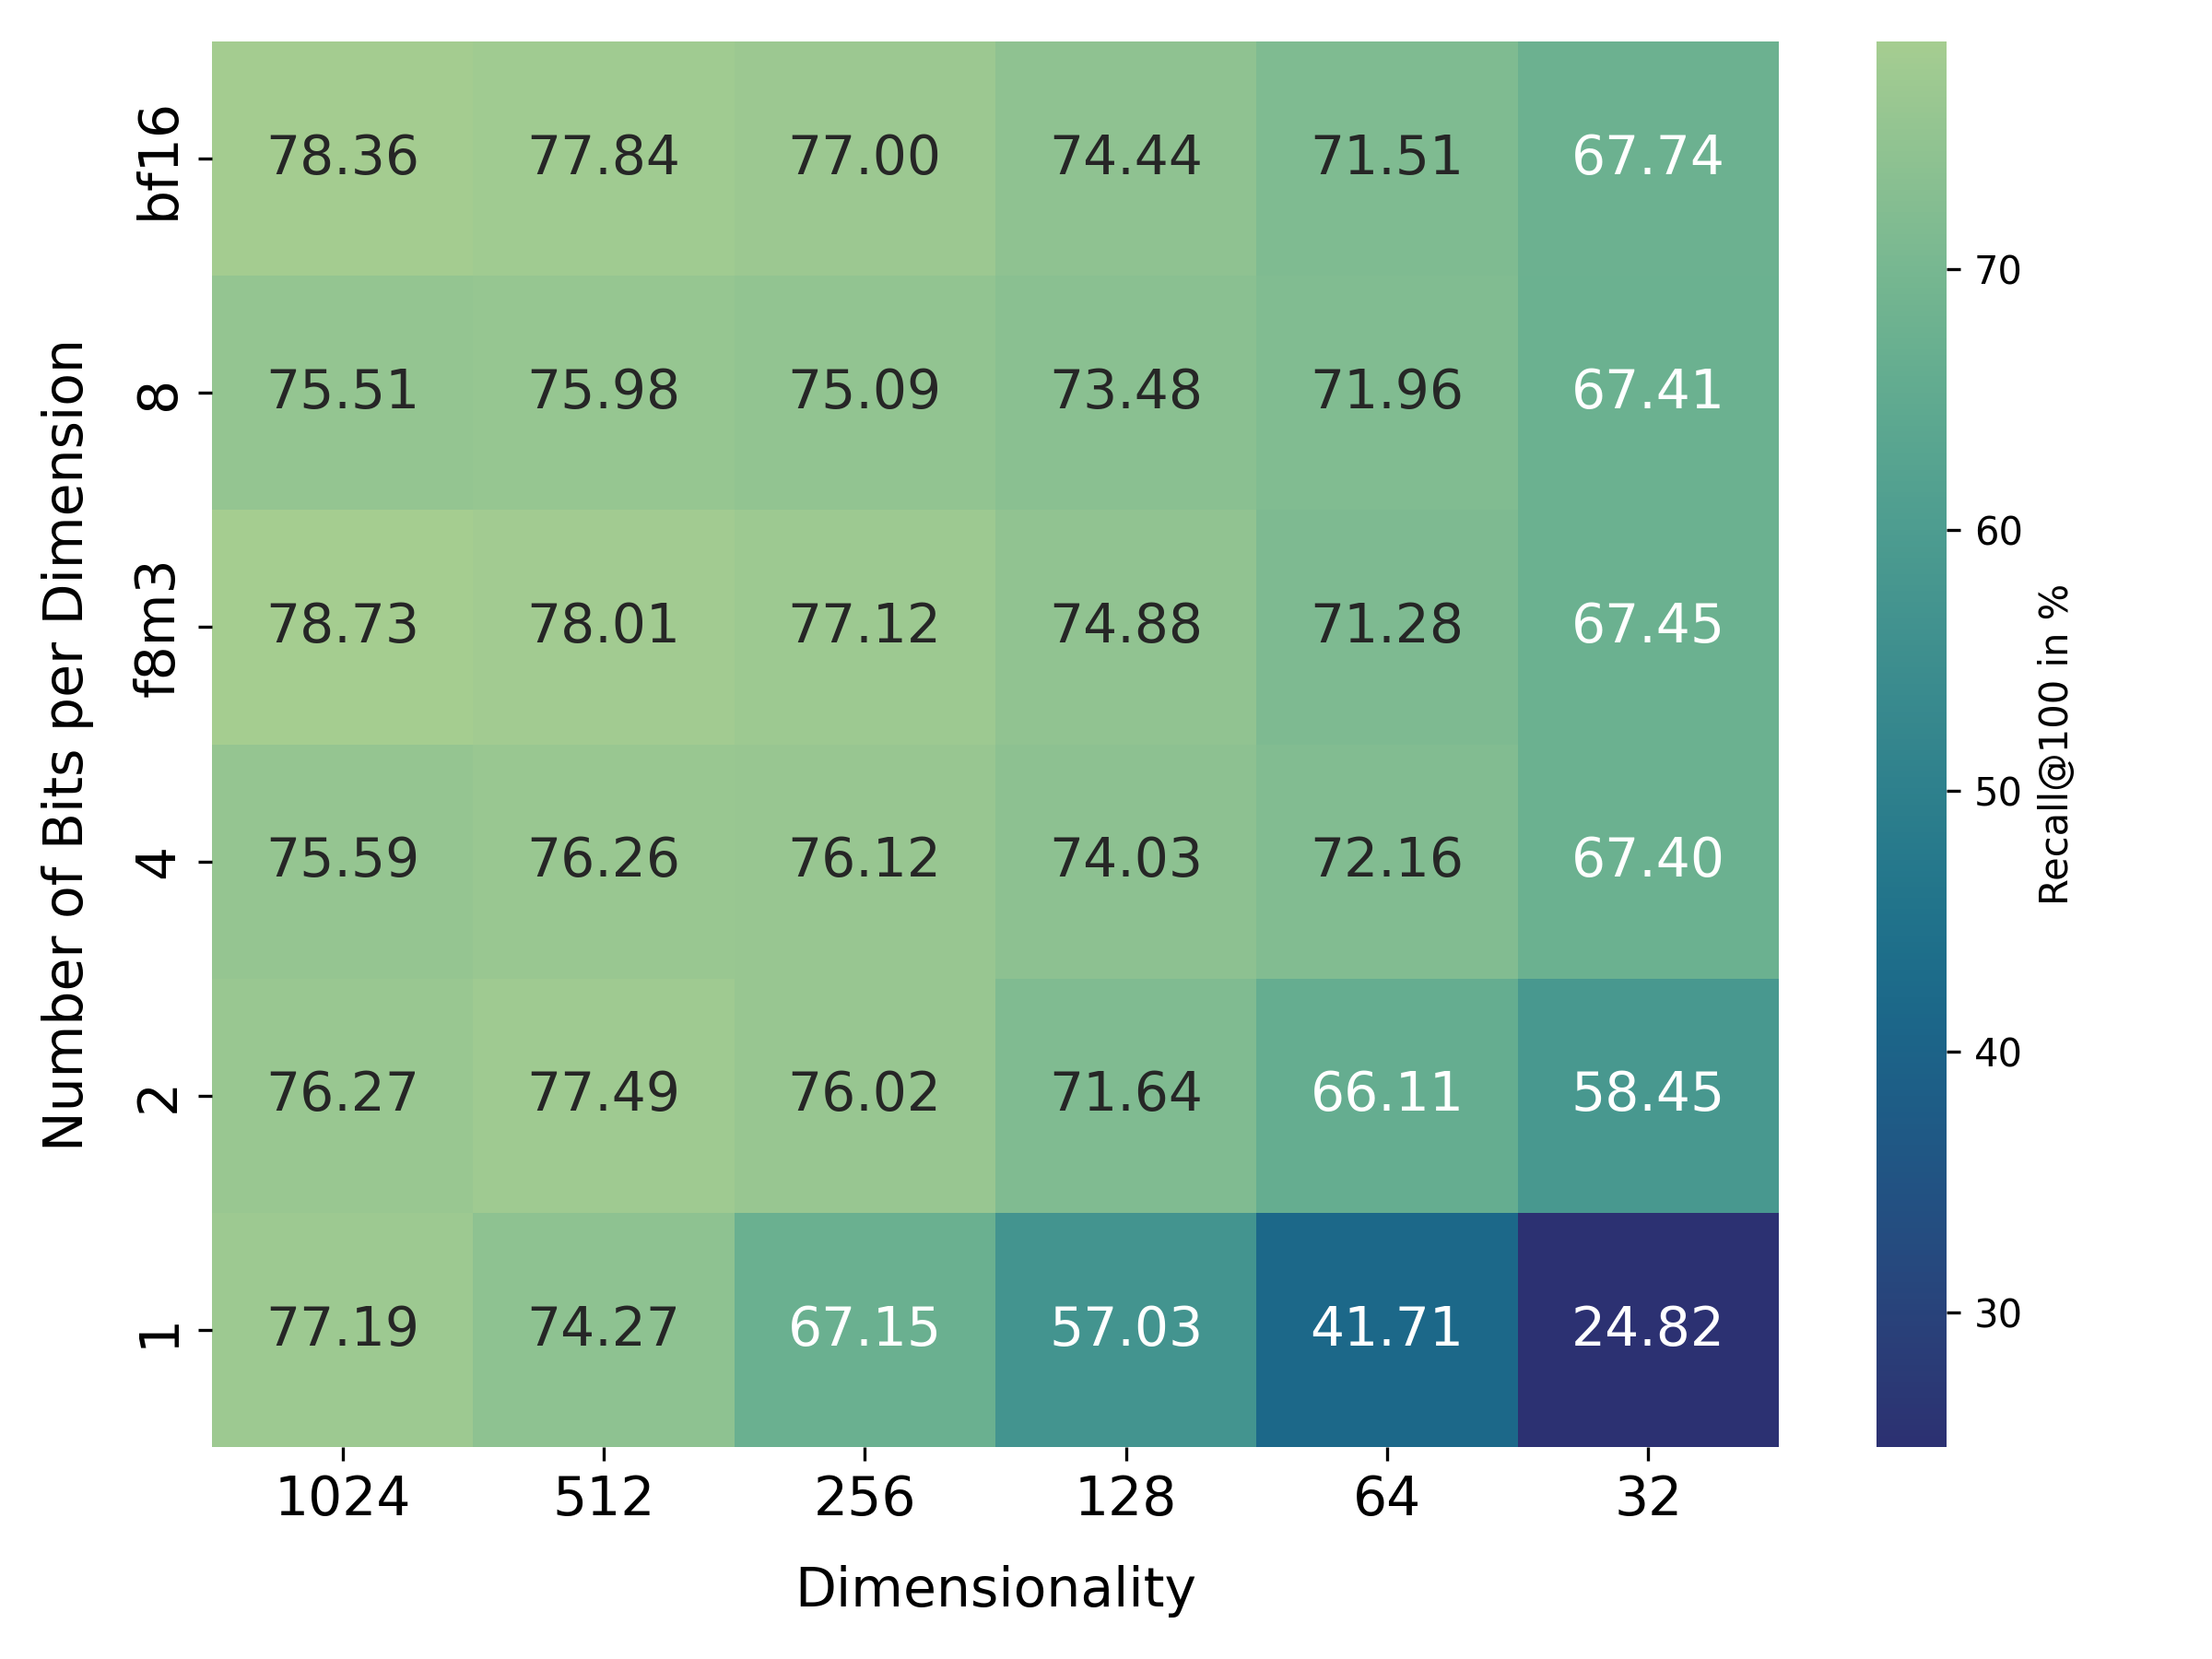 Number of Bits per Dimension
bf16 78.36 77.84 77.00 74.44 71.51 67.74
8 75.51 75.98 75.09 73.48 71.96 67.41
f8m3 78.73 78.01 77.12 74.88 71.28 67.45
4 75.59 76.26 76.12 74.03 72.16 67.40
2 76.27 77.49 76.02 71.64 66.11 58.45
1 77.19 74.27 67.15 57.03 41.71 24.82
1024 512 256 128 64 32
Dimensionality
70
60
50
40
30
Recall@100 in %